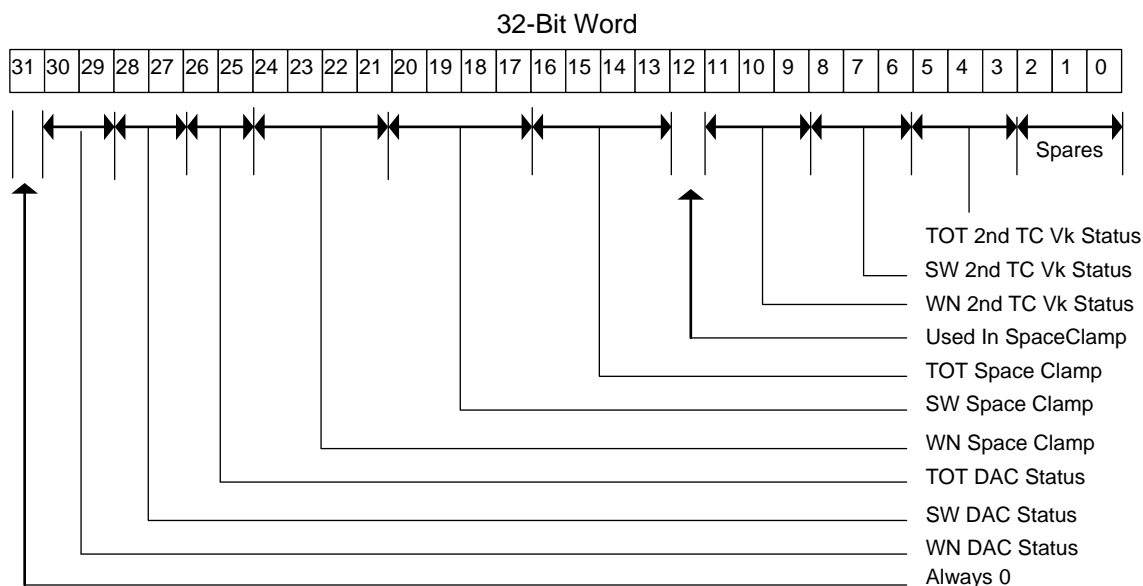 32-Bit Word
31 30 29 28 27 26 25 24 23 22 21 20 19 18 17 16 15 14 13 12 11 10 9 8 7 6 5 4 3 2 1 0
Spares
TOT 2nd TC Vk Status
SW 2nd TC Vk Status
WN 2nd TC Vk Status
Used In SpaceClamp
TOT Space Clamp
SW Space Clamp
WN Space Clamp
TOT DAC Status
SW DAC Status
WN DAC Status
Always 0